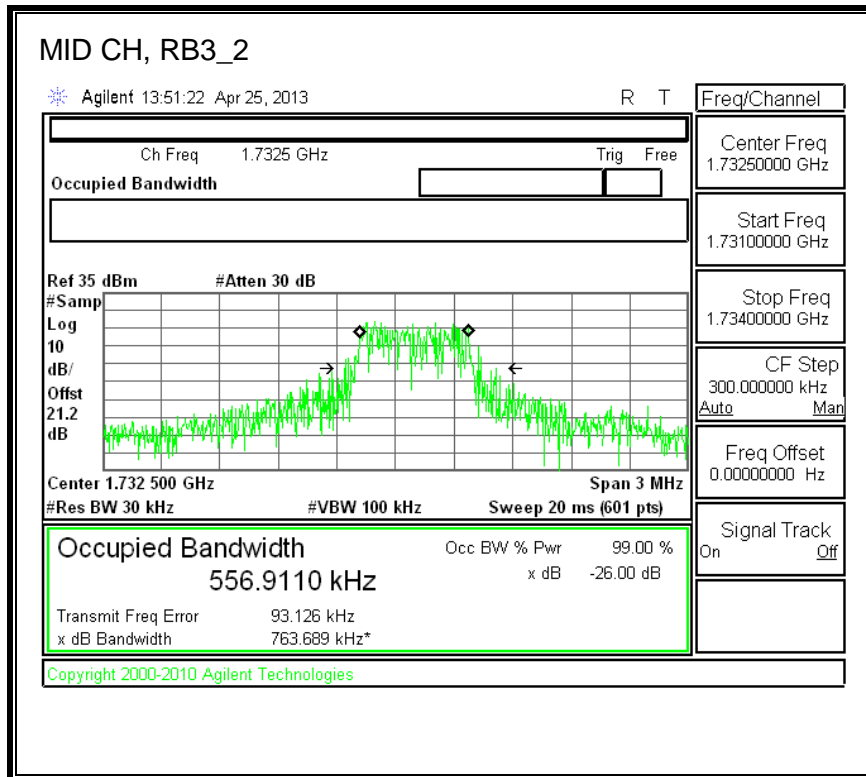 MID CH, RB3_2
Agilent 13:51:22 Apr 25, 2013 R T
Freq/Channel
Ch Freq 1.7325 GHz Trig Free
Occupied Bandwidth
Center Freq
1.73250000 GHz
Start Freq
1.73100000 GHz
Stop Freq
1.73400000 GHz
CF Step
300.000000 kHz
Auto Man
Freq Offset
0.00000000 Hz
Signal Track
On Off
Ref 35 dBm #Atten 30 dB
#Samp
Log
10
dB/
Offst
21.2
dB
Center 1.732 500 GHz Span 3 MHz
#Res BW 30 kHz #VBW 100 kHz Sweep 20 ms (601 pts)
Occupied Bandwidth Occ BW % Pwr 99.00 %
556.9110 kHz x dB -26.00 dB
Transmit Freq Error 93.126 kHz
x dB Bandwidth 763.689 kHz*
Copyright 2000-2010 Agilent Technologies